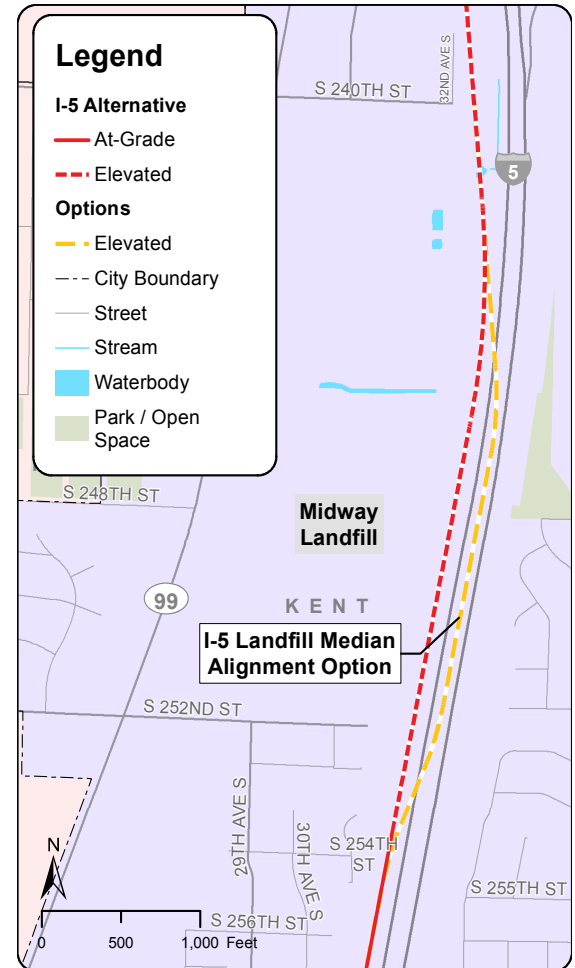 Legend
I-5 Alternative
At-Grade
Elevated
Options
Elevated
City Boundary
Street
Stream
Waterbody
Park / Open
Space
S 240TH ST
32ND AVE S
5
S 248TH ST
Midway
Landfill
99
KENT
I-5 Landfill Median
Alignment Option
S 252ND ST
29TH AVE S
30TH AVE S
S 254TH
ST
S 255TH ST
S 256TH ST
N
0 500 1,000 Feet